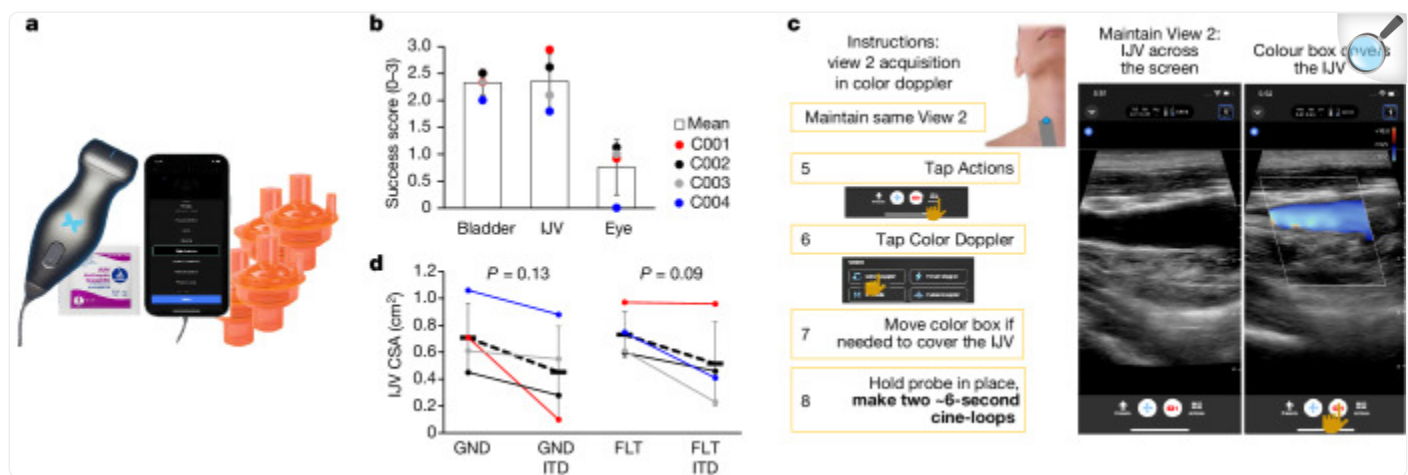 a
b
Success score (0–3)
3.0
2.5
2.0
1.5
1.0
0.5
0
Bladder
IJV
Eye
Mean
C001
C002
C003
C004
d
IJV CSA (cm²)
1.2
1.0
0.8
0.6
0.4
0.2
0
P = 0.13
P = 0.09
GND
GND
ITD
FLT
FLT
ITD
c
Instructions:
view 2 acquisition
in color doppler
Maintain same View 2
5 Tap Actions
6 Tap Color Doppler
7 Move color box if
needed to cover the IJV
8 Hold probe in place,
make two ~6-second
cine-loops
Maintain View 2:
IJV across
the screen
Colour box covers
the IJV